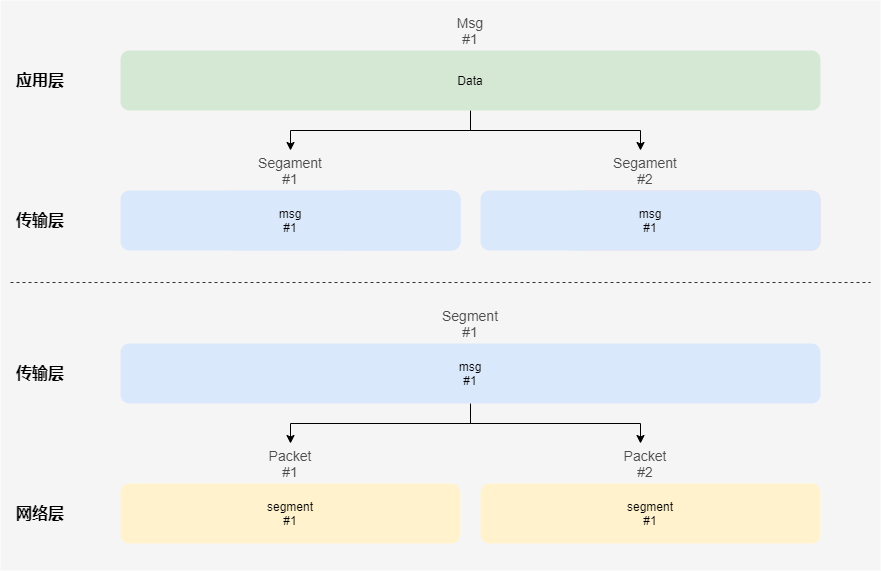 Msg
#1
应用层
Data
Segament
#1
Segament
#2
传输层
msg
#1
msg
#1
Segment
#1
传输层
msg
#1
Packet
#1
Packet
#2
网络层
segment
#1
segment
#1